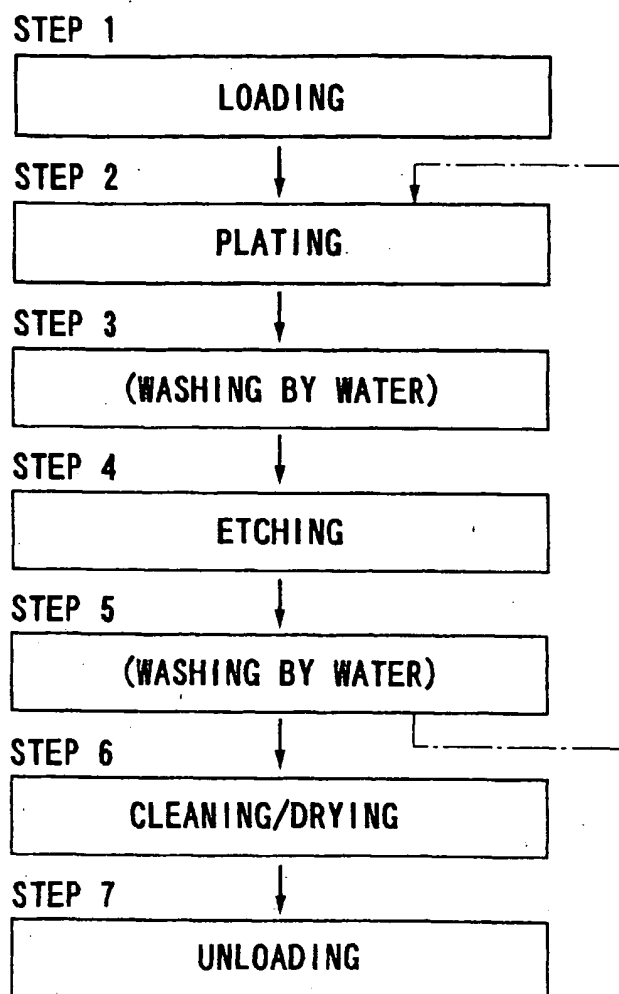 STEP 1
LOADING
STEP 2
PLATING
STEP 3
(WASHING BY WATER)
STEP 4
ETCHING
STEP 5
(WASHING BY WATER)
STEP 6
CLEANING/DRYING
STEP 7
UNLOADING